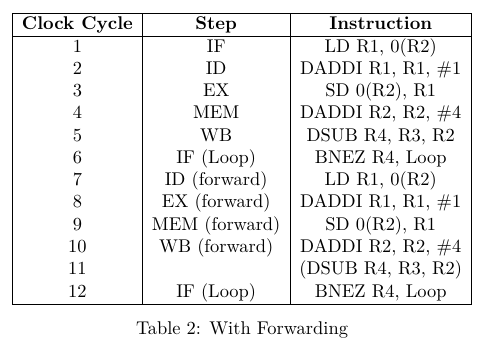 Clock Cycle Step Instruction
1 IF LD R1, 0(R2)
2 ID DADDI R1, R1, #1
3 EX SD 0(R2), R1
4 MEM DADDI R2, R2, #4
5 WB DSUB R4, R3, R2
6 IF (Loop) BNEZ R4, Loop
7 ID (forward) LD R1, 0(R2)
8 EX (forward) DADDI R1, R1, #1
9 MEM (forward) SD 0(R2), R1
10 WB (forward) DADDI R2, R2, #4
11 (DSUB R4, R3, R2)
12 IF (Loop) BNEZ R4, Loop
Table 2: With Forwarding